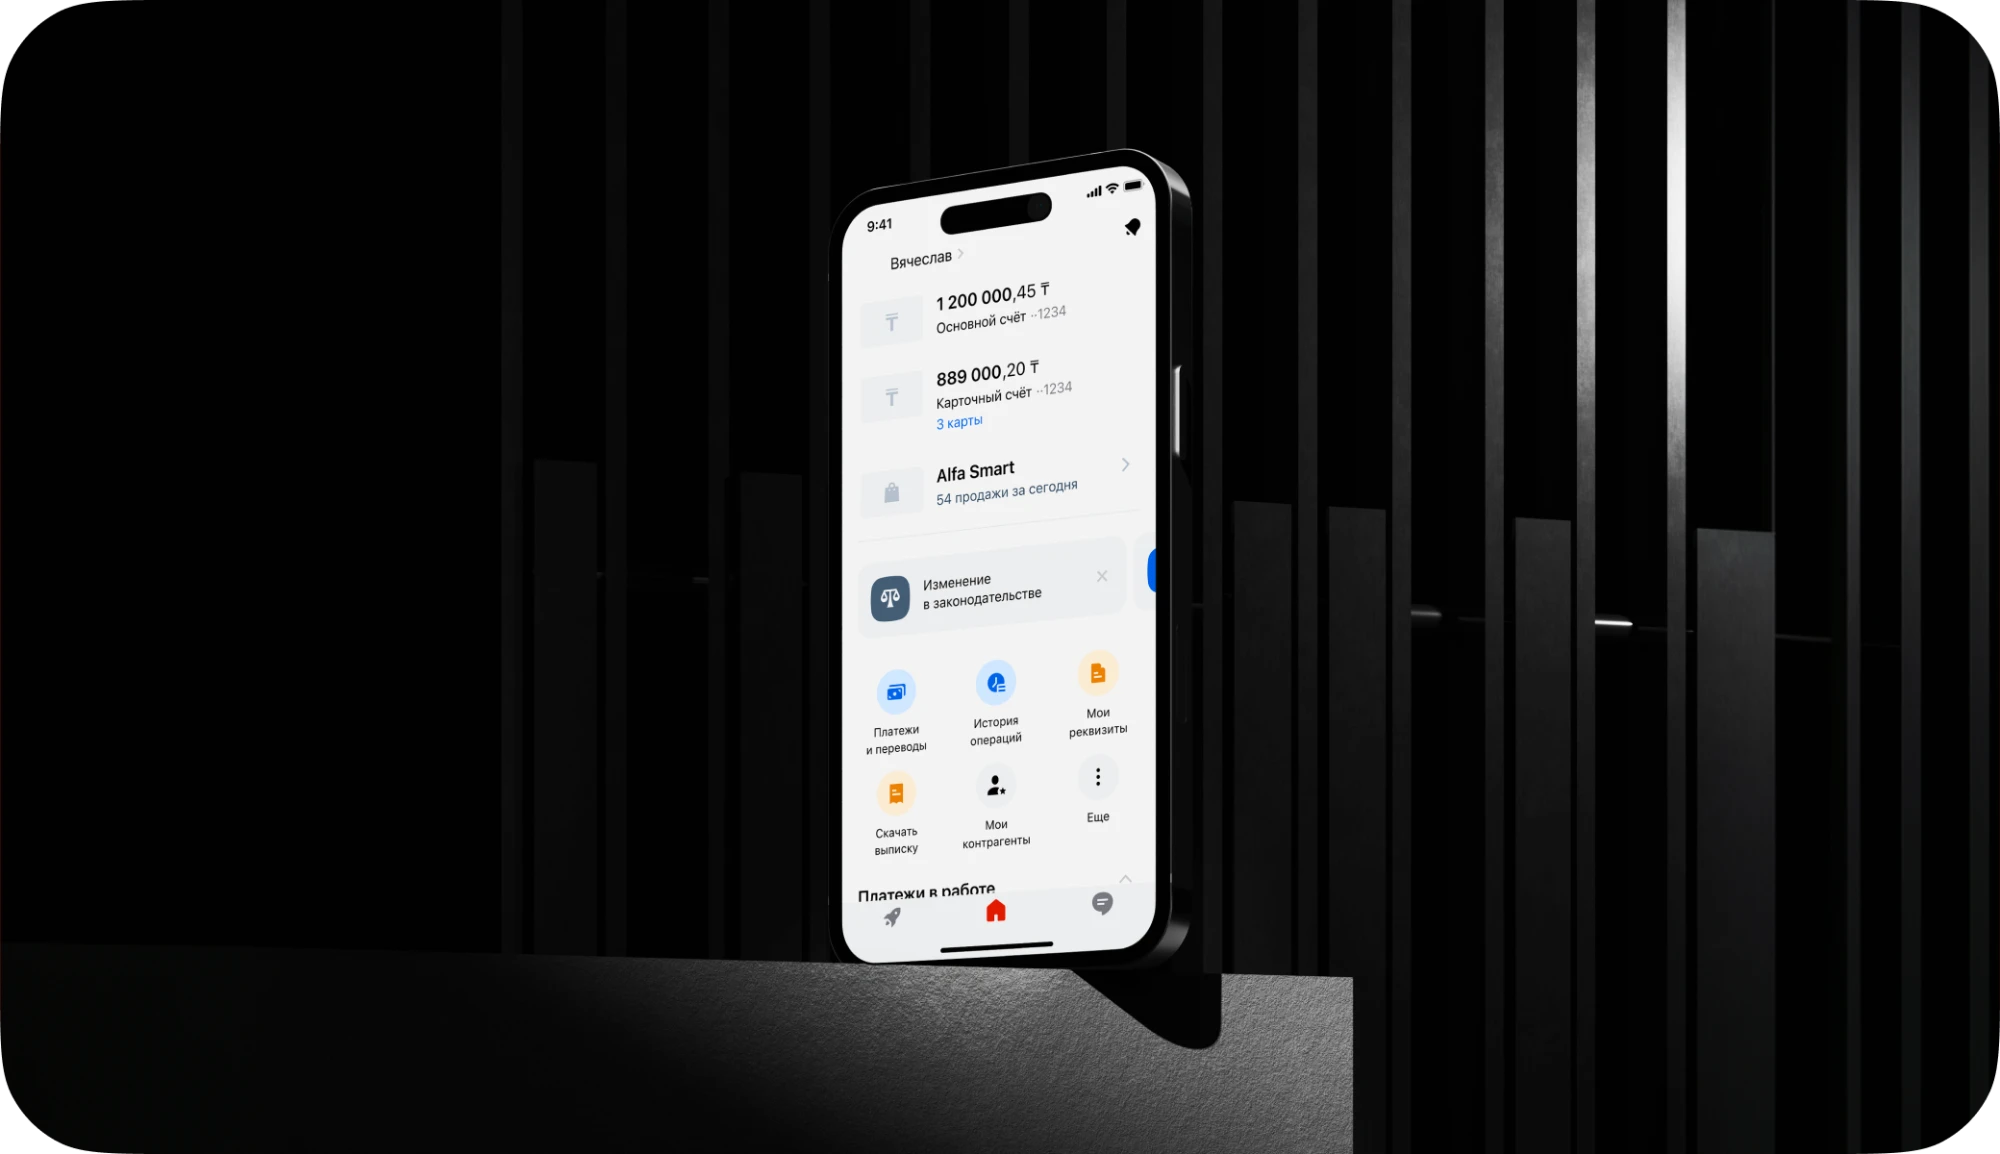 9:41
Вячеслав
1 200 000,45 ₸
Основной счёт ··1234
₸
889 000,20 ₸
Карточный счёт ··1234
₸
3 карты
Alfa Smart
54 продажи за сегодня
Изменение
в законодательстве
Платежи
и переводы
История
операций
Мои
реквизиты
Скачать
выписку
Мои
контрагенты
Еще
Платежи в работе